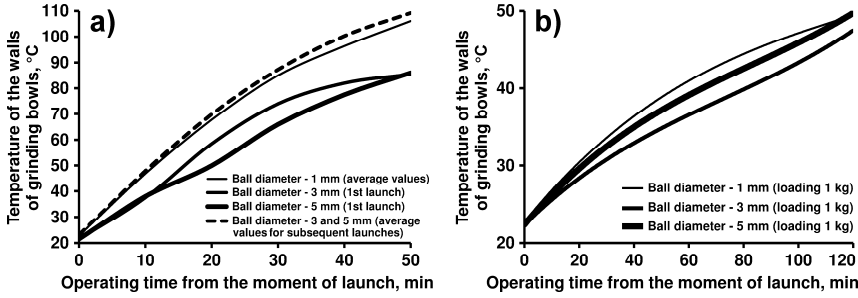 a)
Temperature of the walls
of grinding bowls, °C
110
100
90
80
70
60
50
40
30
20
0
10
20
30
40
50
Ball diameter - 1 mm (average values)
Ball diameter - 3 mm (1st launch)
Ball diameter - 5 mm (1st launch)
Ball diameter - 3 and 5 mm (average
values for subsequent launches)
Operating time from the moment of launch, min
b)
Temperature of the walls
of grinding bowls, °C
50
40
30
20
0
20
40
60
80
100
120
Ball diameter - 1 mm (loading 1 kg)
Ball diameter - 3 mm (loading 1 kg)
Ball diameter - 5 mm (loading 1 kg)
Operating time from the moment of launch, min